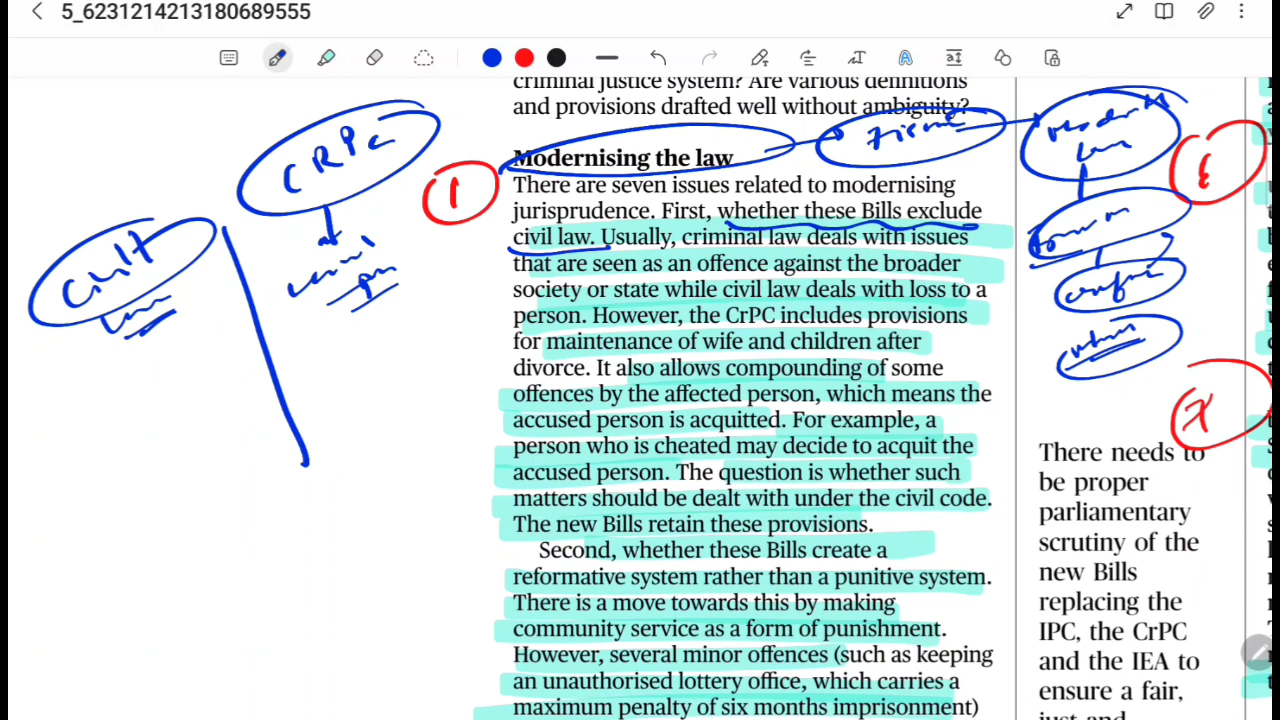 5_6231214213180689555
criminal justice system? Are various definitions
and provisions drafted well without ambiguity?
Modernising the law
There are seven issues related to modernising
jurisprudence. First, whether these Bills exclude
civil law. Usually, criminal law deals with issues
that are seen as an offence against the broader
society or state while civil law deals with loss to a
person. However, the CrPC includes provisions
for maintenance of wife and children after
divorce. It also allows compounding of some
offences by the affected person, which means the
accused person is acquitted. For example, a
person who is cheated may decide to acquit the
accused person. The question is whether such
matters should be dealt with under the civil code.
The new Bills retain these provisions.
Second, whether these Bills create a
reformative system rather than a punitive system.
There is a move towards this by making
community service as a form of punishment.
However, several minor offences (such as keeping
an unauthorised lottery office, which carries a
maximum penalty of six months imprisonment)
CRPC
1
There needs to
be proper
parliamentary
scrutiny of the
new Bills
replacing the
IPC, the CrPC
and the IEA to
ensure a fair,
just and